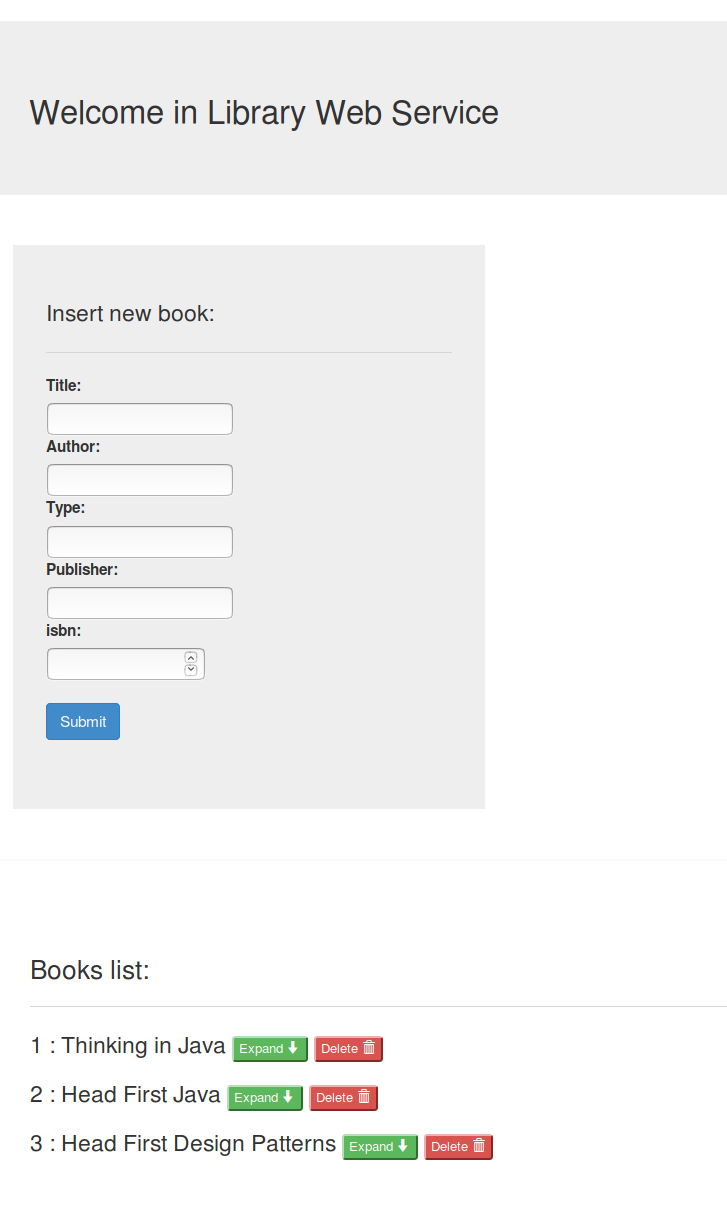 Welcome in Library Web Service
Insert new book:
Title:
Author:
Type:
Publisher:
isbn:
Submit
Books list:
1 : Thinking in Java Expand Delete
2 : Head First Java Expand Delete
3 : Head First Design Patterns Expand Delete